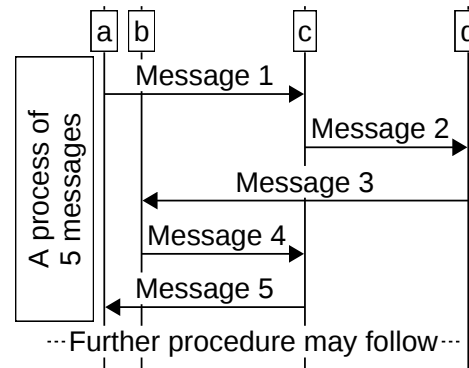 a
b
c
d
Message 1
Message 2
Message 3
Message 4
Message 5
A process of
5 messages
Further procedure may follow